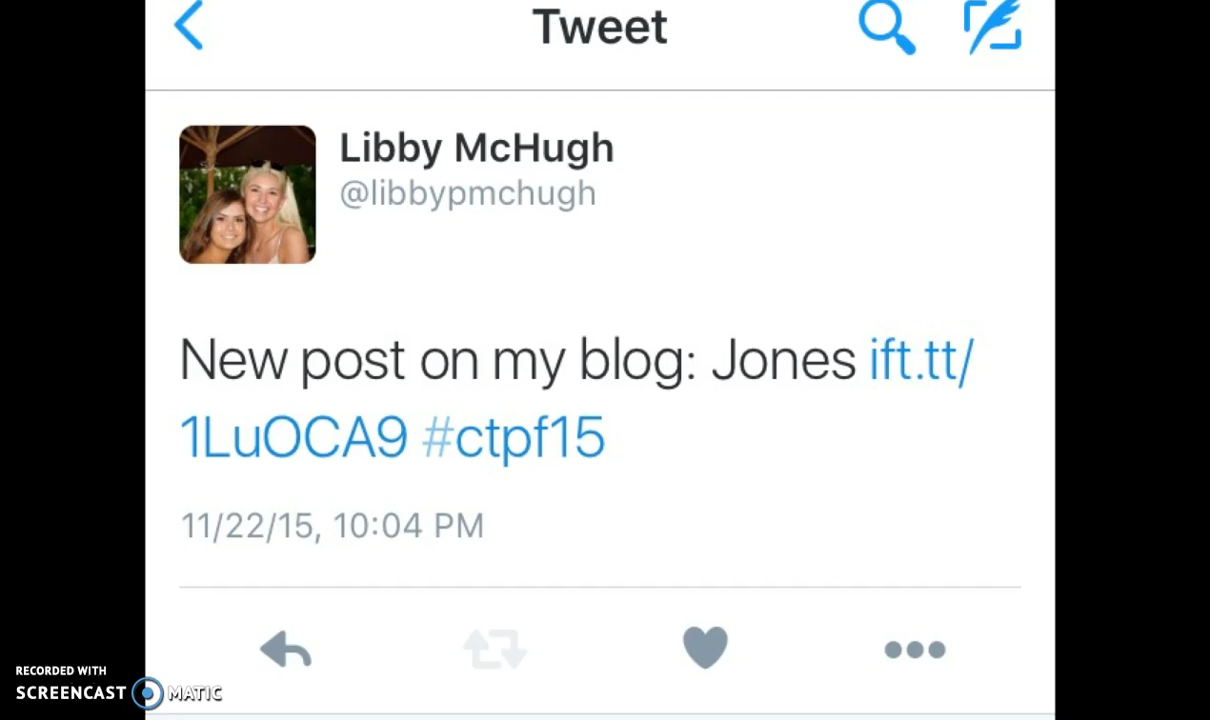 Tweet
Libby McHugh
@libbypmchugh
New post on my blog: Jones ift.tt/
1LuOCA9 #ctpf15
11/22/15, 10:04 PM
RECORDED WITH
SCREENCAST MATIC